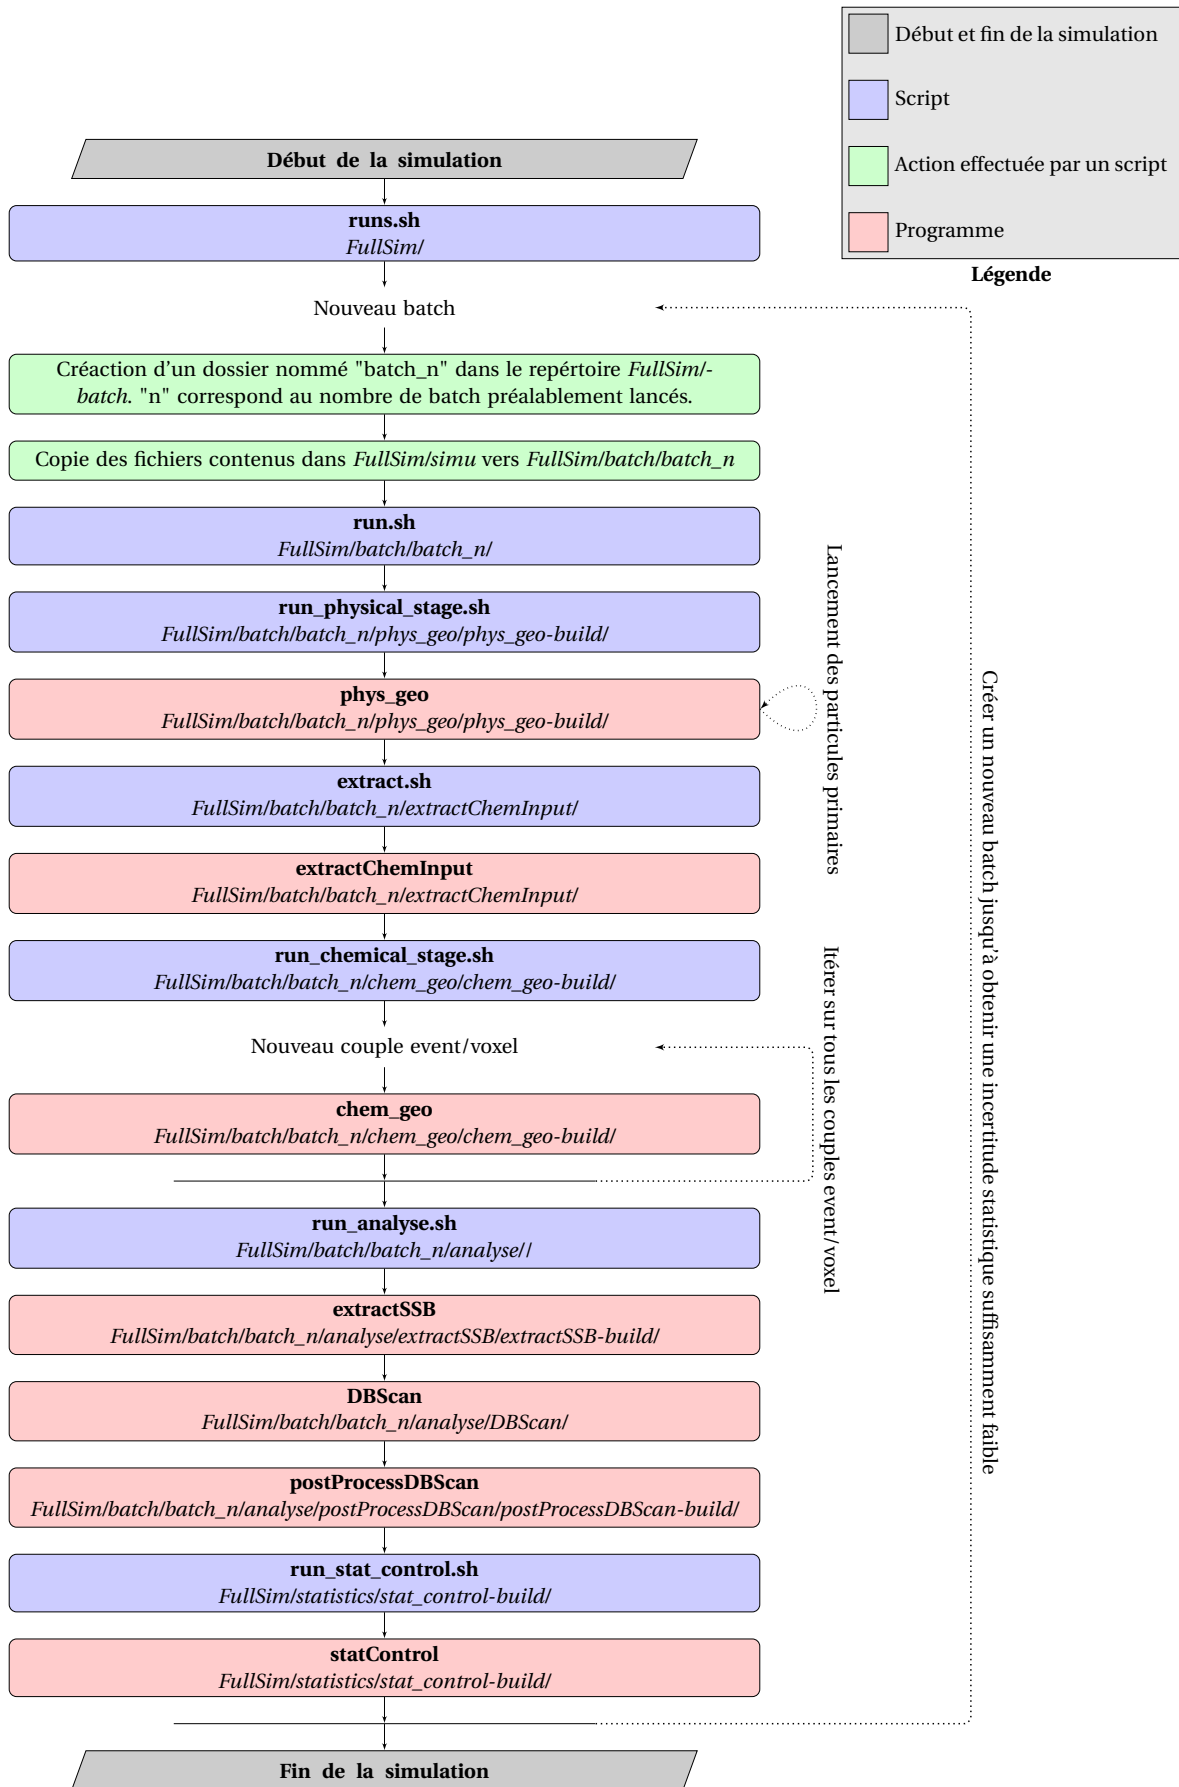 Début et fin de la simulation
Script
Action effectuée par un script
Programme
Légende
Début de la simulation
runs.sh
FullSim/
Nouveau batch
Créaction d'un dossier nommé "batch_n" dans le repértoire FullSim/-
batch. "n" correspond au nombre de batch préalablement lancés.
Copie des fichiers contenus dans FullSim/simu vers FullSim/batch/batch_n
run.sh
FullSim/batch/batch_n/
run_physical_stage.sh
FullSim/batch/batch_n/phys_geo/phys_geo-build/
phys_geo
FullSim/batch/batch_n/phys_geo/phys_geo-build/
Lancement des particules primaires
extract.sh
FullSim/batch/batch_n/extractChemInput/
extractChemInput
FullSim/batch/batch_n/extractChemInput/
run_chemical_stage.sh
FullSim/batch/batch_n/chem_geo/chem_geo-build/
Nouveau couple event/voxel
chem_geo
FullSim/batch/batch_n/chem_geo/chem_geo-build/
Itérer sur tous les couples event/voxel
run_analyse.sh
FullSim/batch/batch_n/analyse//
extractSSB
FullSim/batch/batch_n/analyse/extractSSB/extractSSB-build/
DBScan
FullSim/batch/batch_n/analyse/DBScan/
postProcessDBScan
FullSim/batch/batch_n/analyse/postProcessDBScan/postProcessDBScan-build/
run_stat_control.sh
FullSim/statistics/stat_control-build/
statControl
FullSim/statistics/stat_control-build/
Créer un nouveau batch jusqu'à obtenir une incertitude statistique suffisamment faible
Fin de la simulation